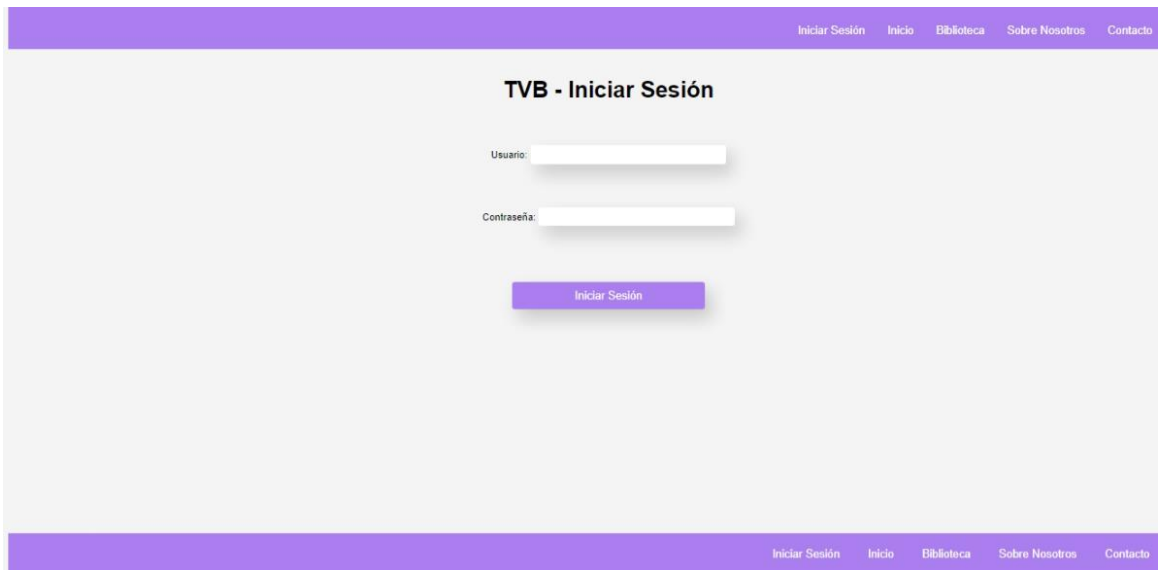 Iniciar Sesión Inicio Biblioteca Sobre Nosotros Contacto
TVB - Iniciar Sesión
Usuario:
Contraseña:
Iniciar Sesión
Iniciar Sesión Inicio Biblioteca Sobre Nosotros Contacto